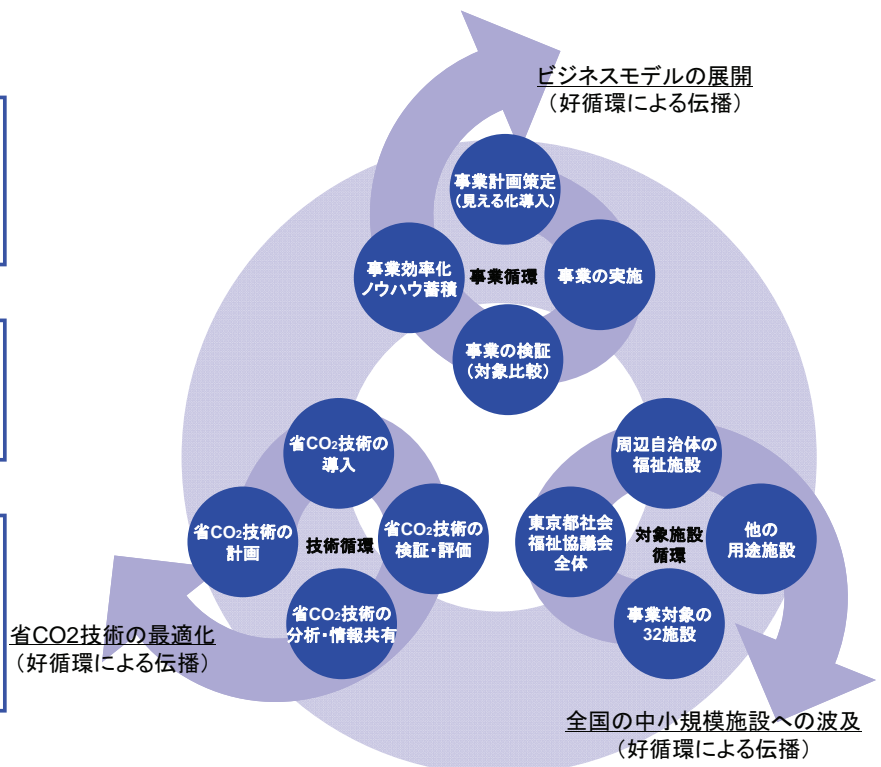 ビジネスモデルの展開
（好循環による伝播）
事業計画策定
（見える化導入）
事業効率化
ノウハウ蓄積
事業循環
事業の実施
事業の検証
（対象比較）
省CO₂技術の
導入
省CO₂技術の
計画
技術循環
省CO₂技術の
検証・評価
省CO₂技術の
分析・情報共有
周辺自治体の
福祉施設
東京都社会
福祉協議会
全体
対象施設
循環
他の
用途施設
事業対象の
32施設
省CO2技術の最適化
（好循環による伝播）
全国の中小規模施設への波及
（好循環による伝播）